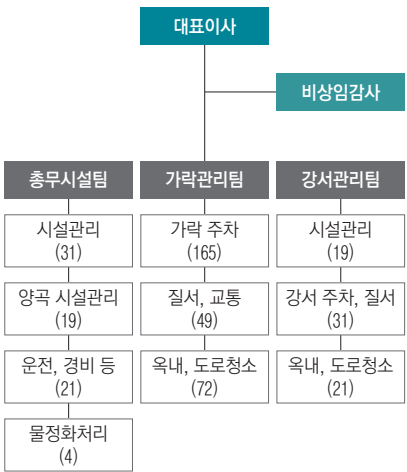 대표이사
비상임감사
총무시설팀
시설관리
(31)
양곡 시설관리
(19)
운전, 경비 등
(21)
물정화처리
(4)
가락관리팀
가락 주차
(165)
질서, 교통
(49)
옥내, 도로청소
(72)
강서관리팀
시설관리
(19)
강서 주차, 질서
(31)
옥내, 도로청소
(21)